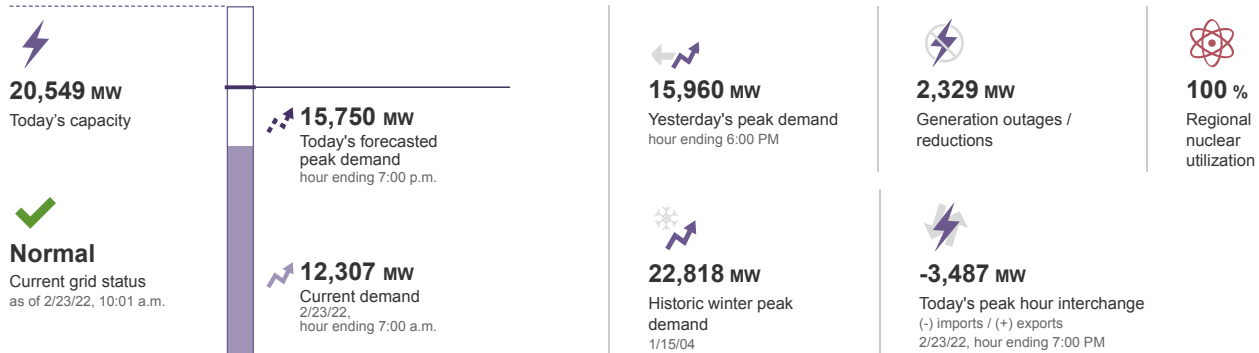 20,549 MW
Today's capacity
Normal
Current grid status
as of 2/23/22, 10:01 a.m.
15,750 MW
Today's forecasted
peak demand
hour ending 7:00 p.m.
12,307 MW
Current demand
2/23/22,
hour ending 7:00 a.m.
15,960 MW
Yesterday's peak demand
hour ending 6:00 PM
2,329 MW
Generation outages /
reductions
100 %
Regional
nuclear
utilization
22,818 MW
Historic winter peak
demand
1/15/04
-3,487 MW
Today's peak hour interchange
(-) imports / (+) exports
2/23/22, hour ending 7:00 PM